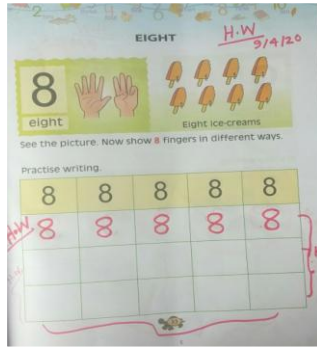 EIGHT
H.W
9/4/20
8
eight
Eight ice-creams
See the picture. Now show 8 fingers in different ways.
Practise writing.
8 8 8 8 8
H.W 8 8 8 8 8